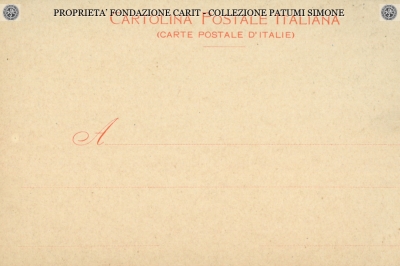 PROPRIETA' FONDAZIONE CARIT - COLLEZIONE PATUMI SIMONE
CARTOLINA POSTALE ITALIANA
(CARTE POSTALE D'ITALIE)
A